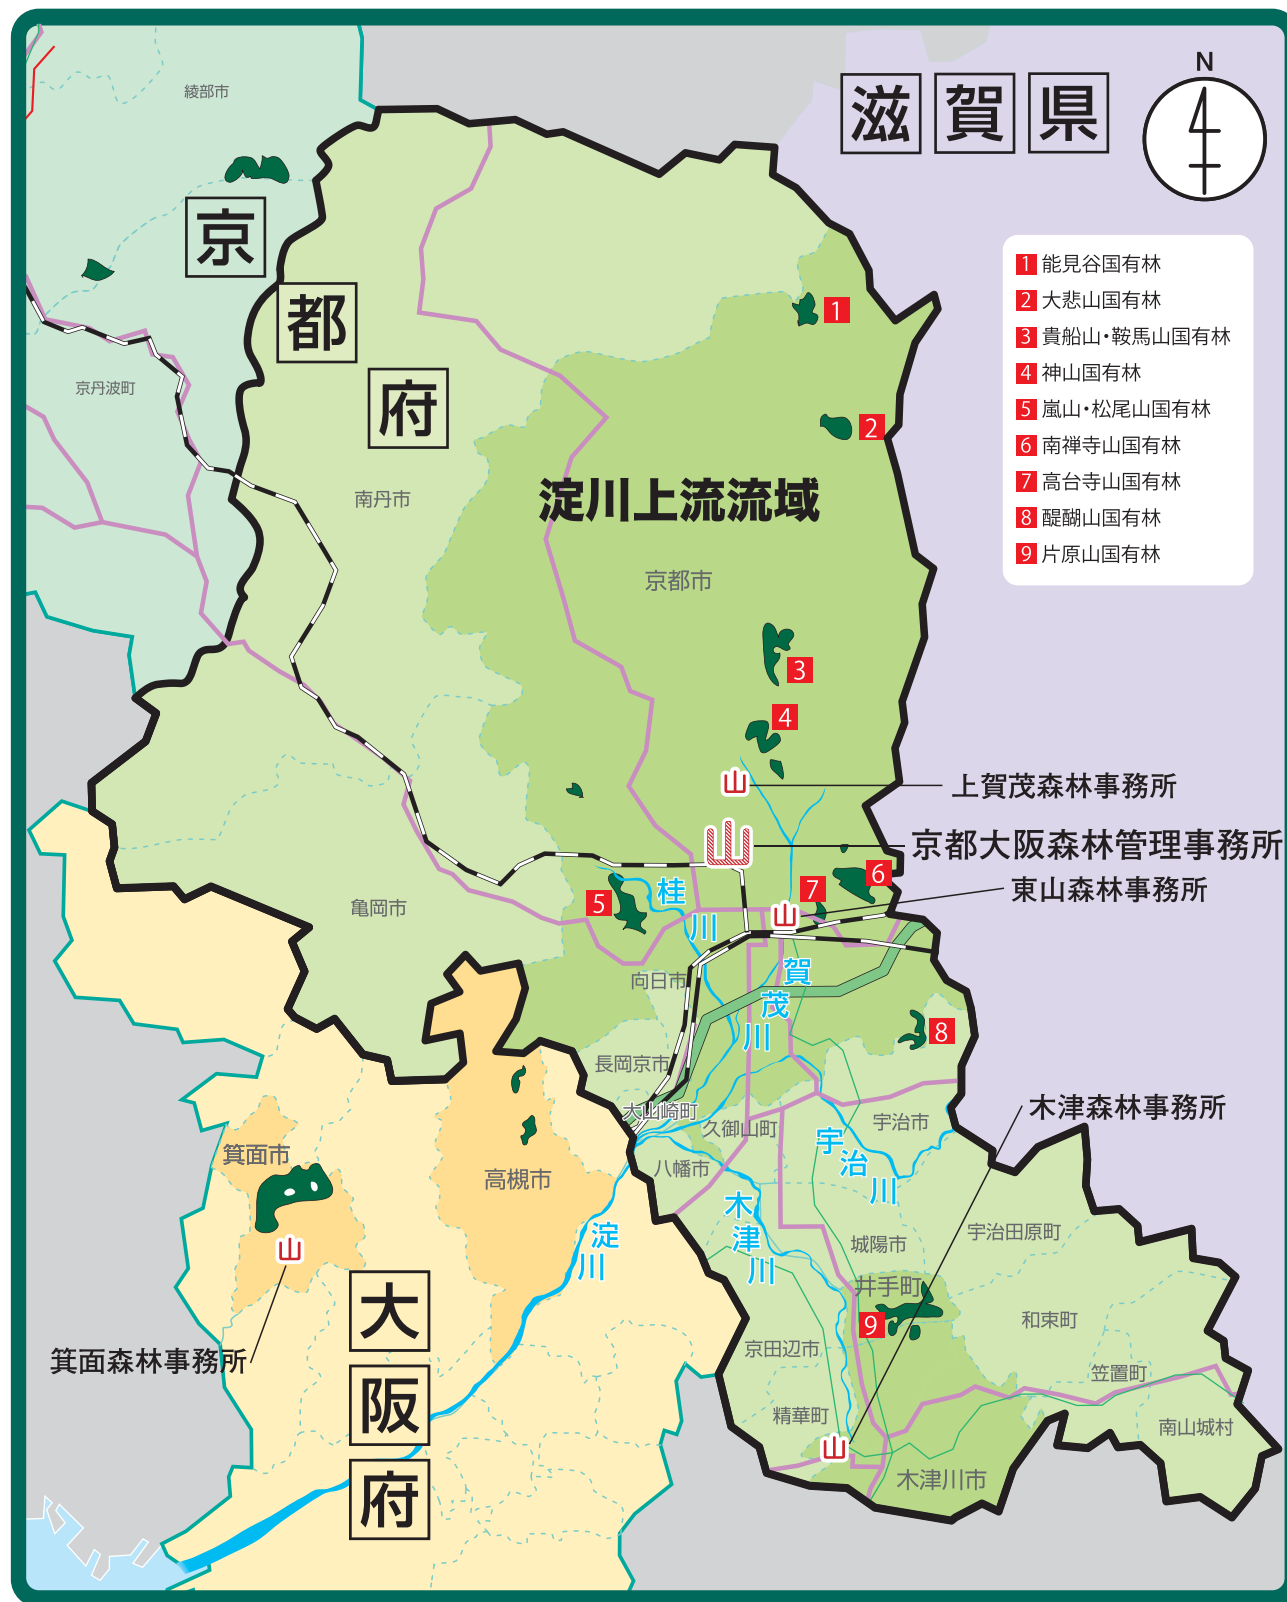 綾部市
滋賀県
N
京都府
1 能見谷国有林
2 大悲山国有林
3 貴船山・鞍馬山国有林
4 神山国有林
5 嵐山・松尾山国有林
6 南禅寺山国有林
7 高台寺山国有林
8 醍醐山国有林
9 片原山国有林
1
京丹波町
2
南丹市
淀川上流流域
京都市
3
4
山
上賀茂森林事務所
山
京都大阪森林管理事務所
6
東山森林事務所
7
山
5
桂川
亀岡市
向日市
賀茂川
8
長岡京市
大山崎町
久御山町
宇治市
木津森林事務所
宇治川
箕面市
高槻市
八幡市
木津川
淀川
城陽市
宇治田原町
山
井手町
9
和束町
大阪府
京田辺市
箕面森林事務所
笠置町
精華町
南山城村
山
木津川市